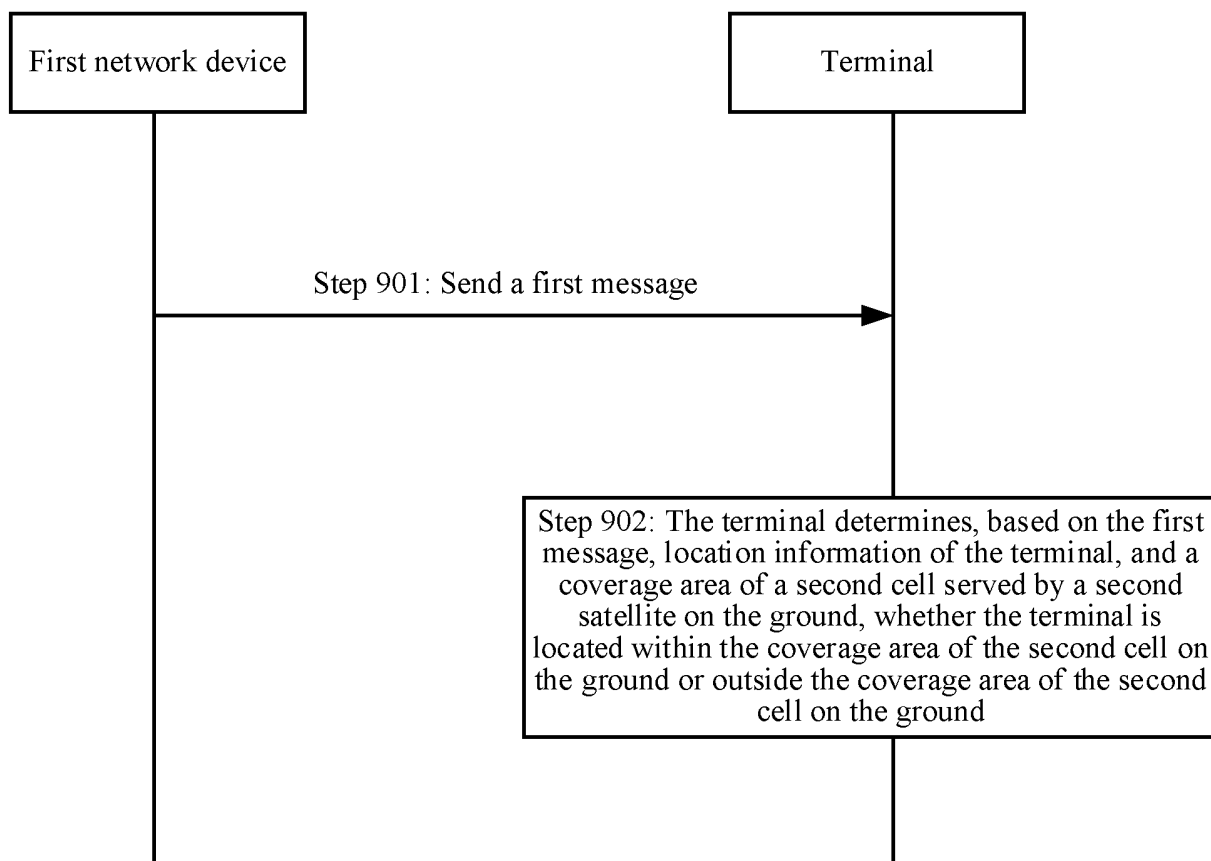 First network device
Terminal
Step 901: Send a first message
Step 902: The terminal determines, based on the first
message, location information of the terminal, and a
coverage area of a second cell served by a second
satellite on the ground, whether the terminal is
located within the coverage area of the second cell on
the ground or outside the coverage area of the second
cell on the ground